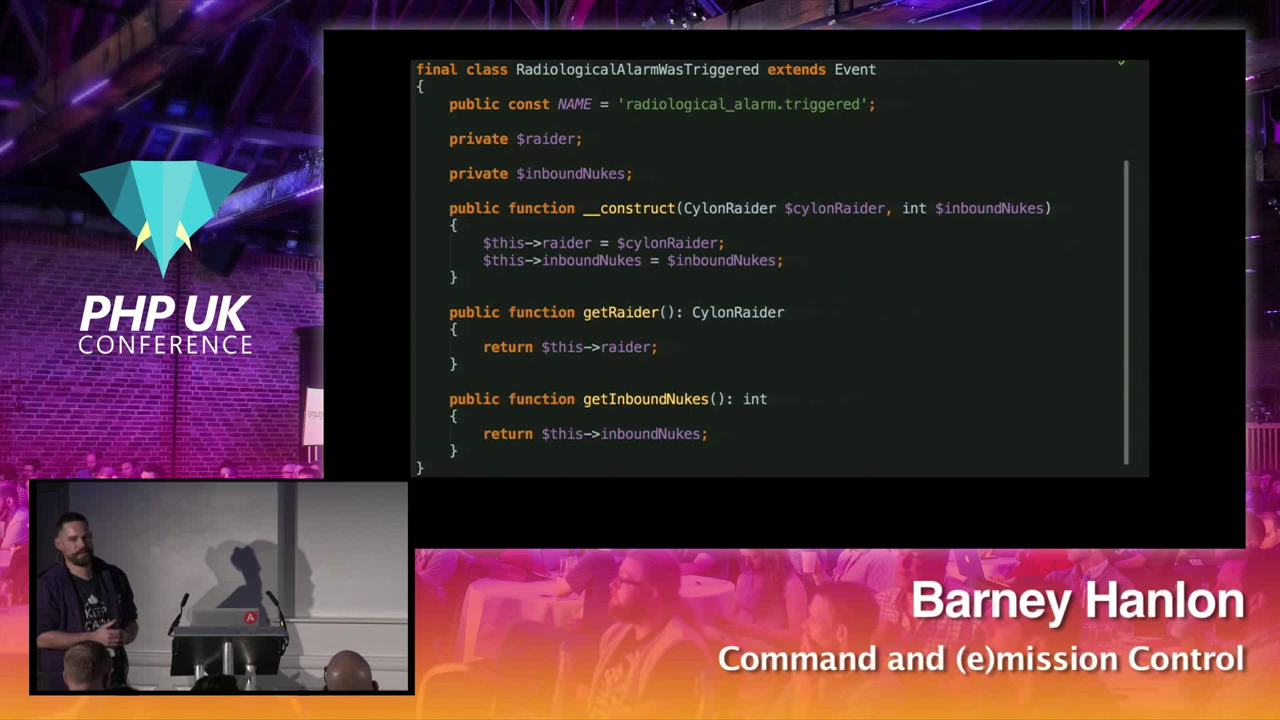 final class RadiologicalAlarmWasTriggered extends Event
{
public const NAME = 'radiological_alarm.triggered';
private $raider;
private $inboundNukes;
public function __construct(CylonRaider $cylonRaider, int $inboundNukes)
{
$this->raider = $cylonRaider;
$this->inboundNukes = $inboundNukes;
}
public function getRaider(): CylonRaider
{
return $this->raider;
}
public function getInboundNukes(): int
{
return $this->inboundNukes;
}
}
PHP UK
CONFERENCE
KEEP
CALM
Barney Hanlon
Command and (e)mission Control